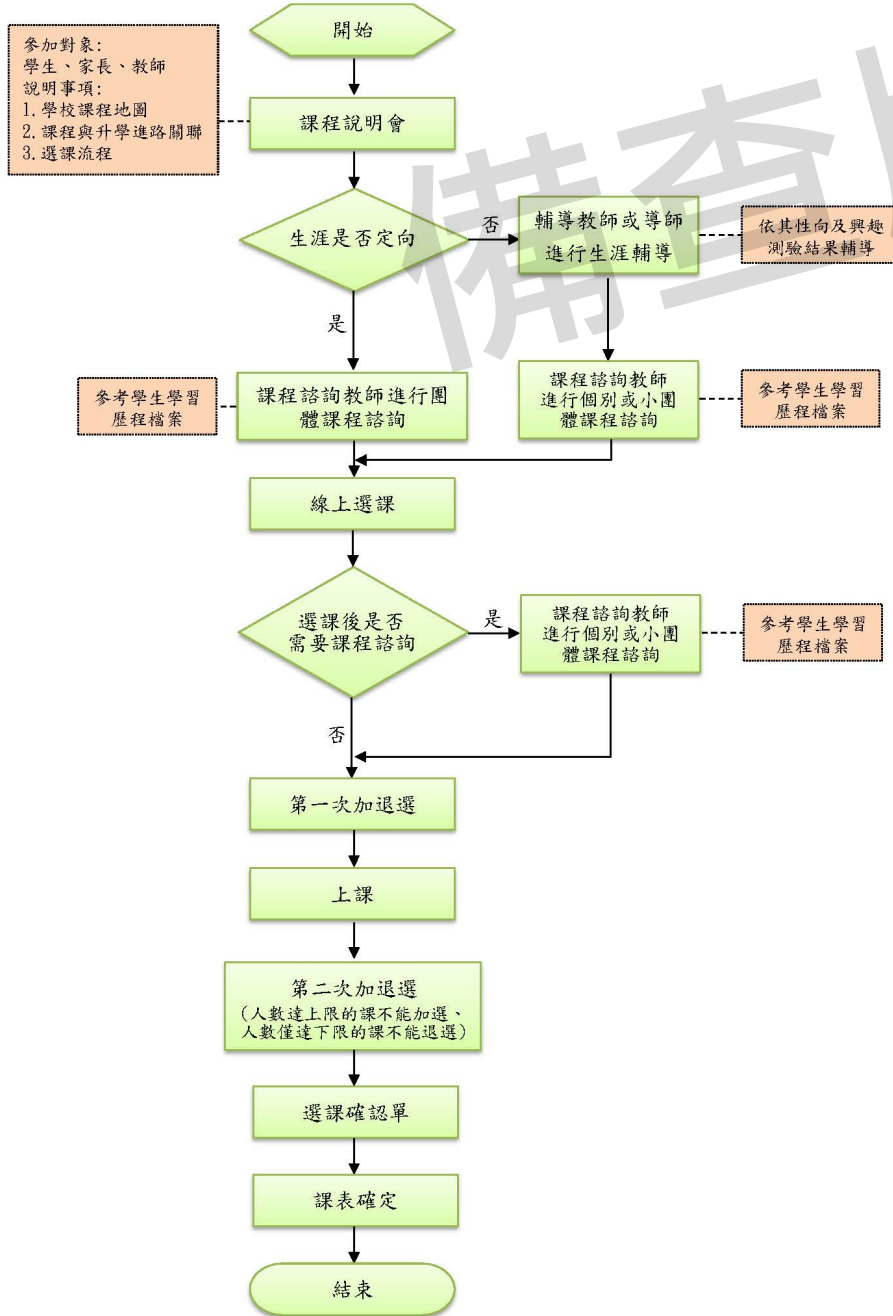 開始
參加對象:
學生、家長、教師
說明事項:
1.學校課程地圖
2.課程與升學進路關聯
3.選課流程
課程說明會
生涯是否定向
否
輔導教師或導師
進行生涯輔導
依其性向及興趣
測驗結果輔導
是
參考學生學習
歷程檔案
課程諮詢教師進行團
體課程諮詢
課程諮詢教師
進行個別或小團
體課程諮詢
參考學生學習
歷程檔案
線上選課
選課後是否
需要課程諮詢
是
課程諮詢教師
進行個別或小團
體課程諮詢
參考學生學習
歷程檔案
否
第一次加退選
上課
第二次加退選
(人數達上限的課不能加選、
人數僅達下限的課不能退選)
選課確認單
課表確定
結束
備查